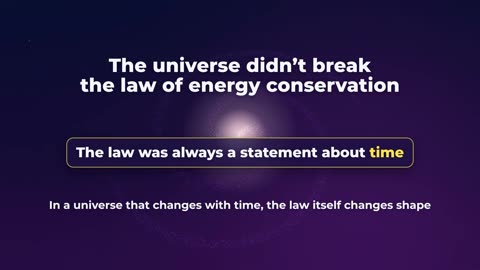 The universe didn’t break
the law of energy conservation
The law was always a statement about time
In a universe that changes with time, the law itself changes shape